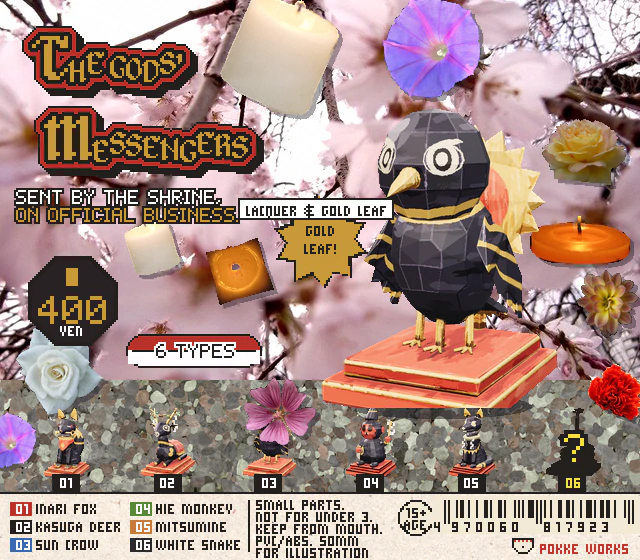 THE GODS'
MESSENGERS
SENT BY THE SHRINE,
ON OFFICIAL BUSINESS.
LACQUER & GOLD LEAF
GOLD
LEAF!
400
YEN
6 TYPES
?
01
02
03
04
05
06
01 INARI FOX
02 KASUGA DEER
03 SUN CROW
04 HIE MONKEY
05 MITSUMINE
06 WHITE SNAKE
SMALL PARTS.
NOT FOR UNDER 3.
KEEP FROM MOUTH.
PVC/ABS. 50MM
FOR ILLUSTRATION
15+
AGE
4 970060 817923
POKKE WORKS